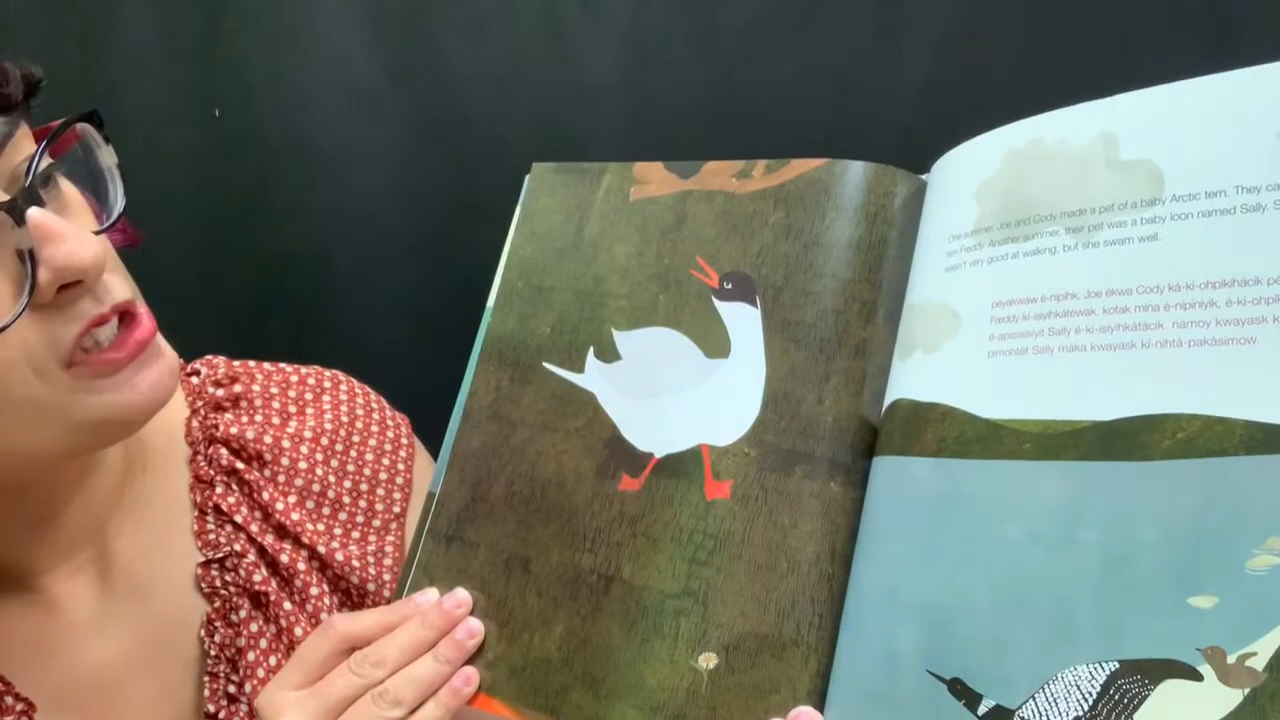 One summer, Joe and Cody made a pet of a baby Arctic tern. They ca
him Freddy. Another summer, their pet was a baby loon named Sally. S
wasn't very good at walking, but she swam well.
pêyakwâw ê-nîpihk, Joe êkwa Cody kâ-kî-ohpikihâcik pê
Freddy kî-isiyihkâtêwak. kotak mîna ê-nîpiniyik, ê-kî-ohpi
ê-apisîsisiyit Sally ê-kî-isiyihkâtâcik. namoy kwayask k
pimohtêt Sally mâka kwayask kî-nihtâ-pakâsimow.